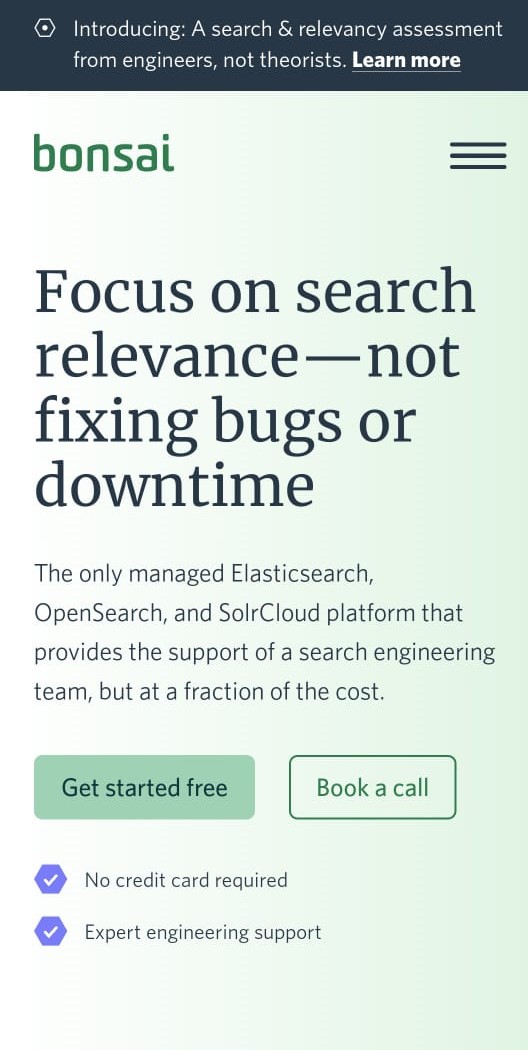 Introducing: A search & relevancy assessment
from engineers, not theorists. Learn more
bonsai
Focus on search
relevance—not
fixing bugs or
downtime
The only managed Elasticsearch,
OpenSearch, and SolrCloud platform that
provides the support of a search engineering
team, but at a fraction of the cost.
Get started free
Book a call
No credit card required
Expert engineering support